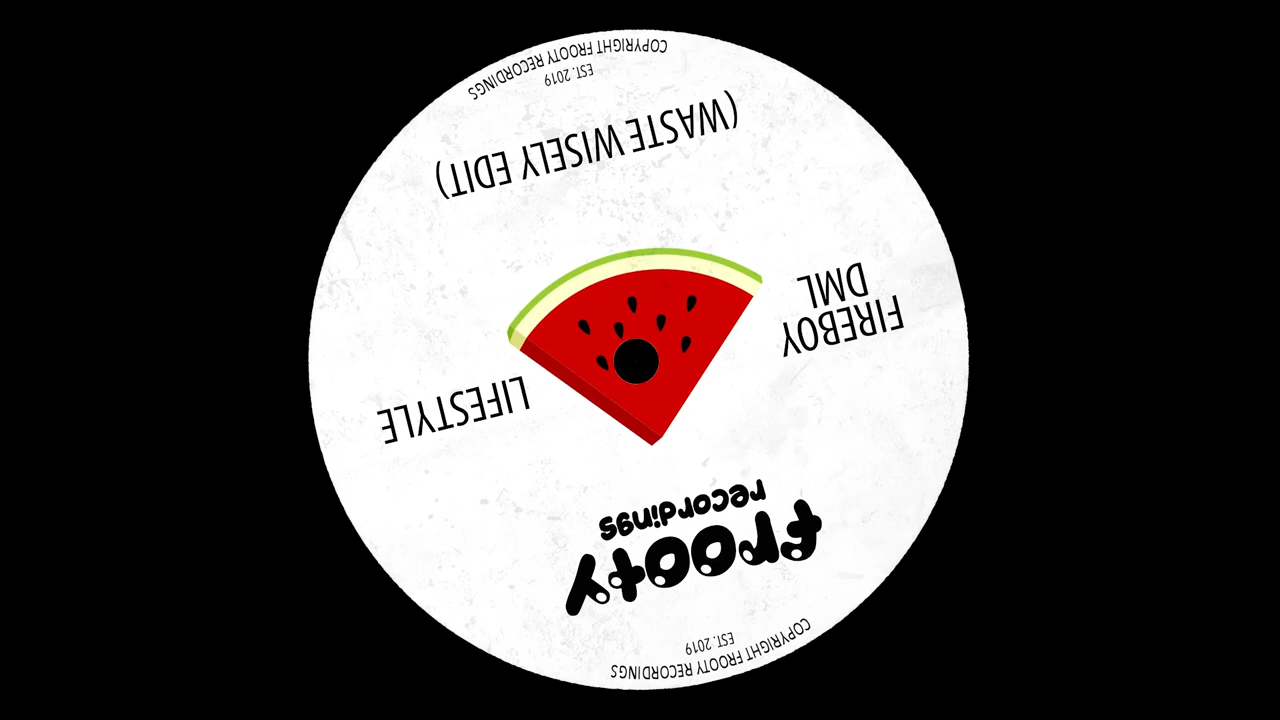 COPYRIGHT FROOTY RECORDINGS
EST. 2019
frooty
recordings
FIREBOY
DML
LIFESTYLE
(WASTE WISELY EDIT)
EST. 2019
COPYRIGHT FROOTY RECORDINGS